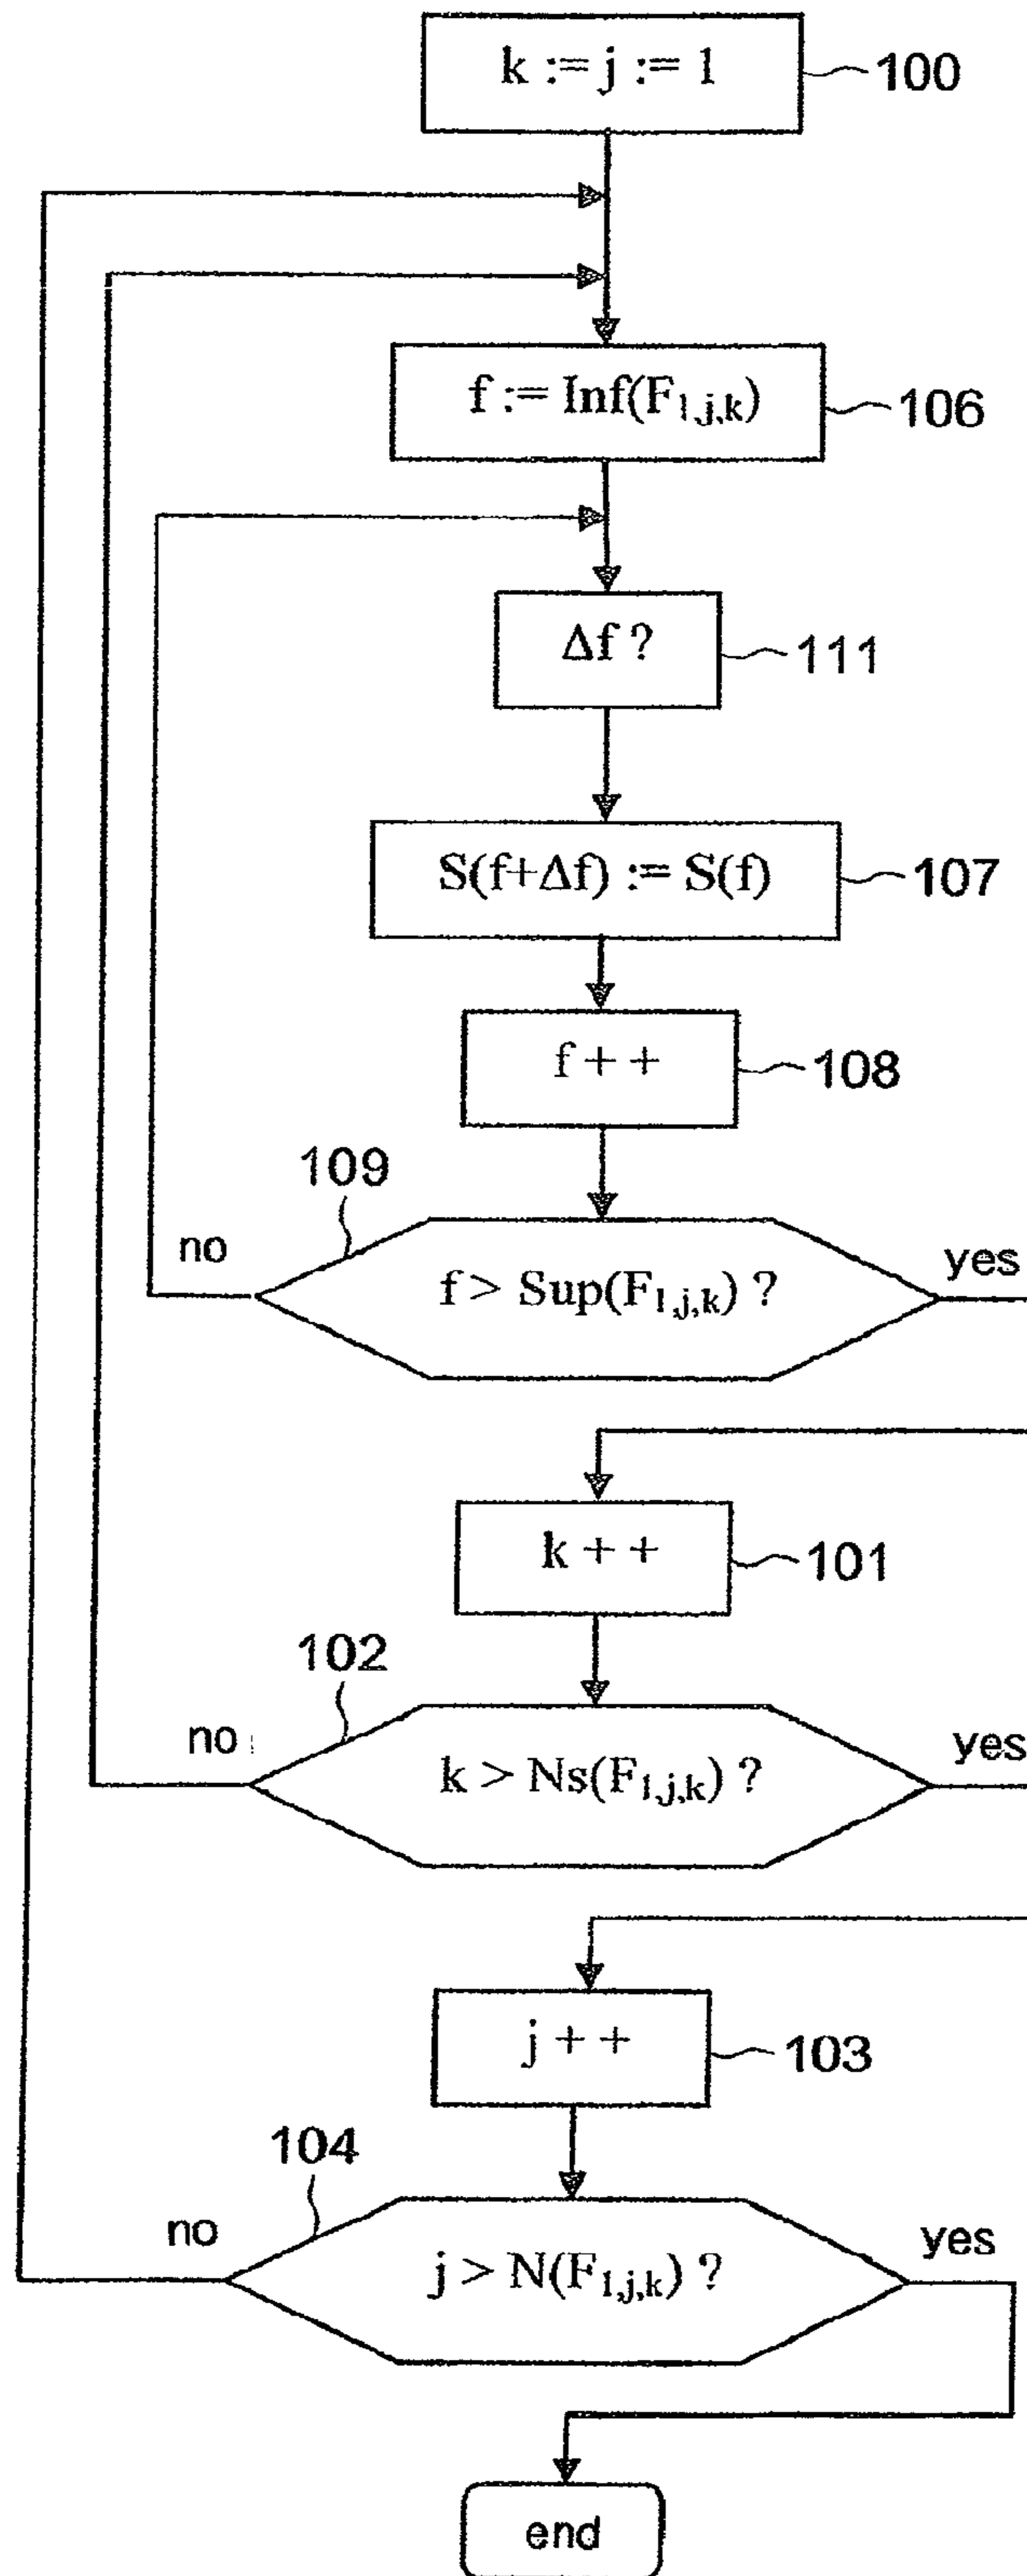 k := j := 1
100
f := Inf(F1,j,k)
106
Δf ?
111
S(f+Δf) := S(f)
107
f + +
108
109
no
f > Sup(F1,j,k) ?
yes
k + +
101
102
no
k > Ns(F1,j,k) ?
yes
j + +
103
104
no
j > N(F1,j,k) ?
yes
end